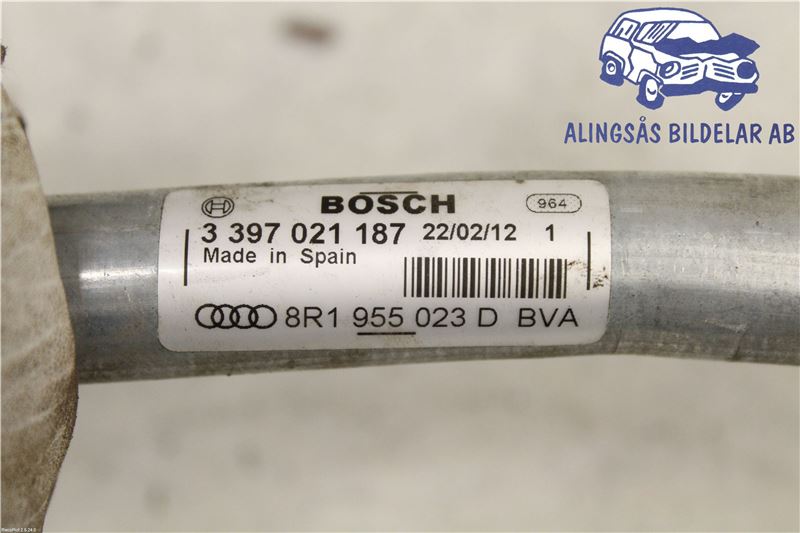 ALINGSÅS BILDELAR AB
BOSCH
964
3 397 021 187 22/02/12 1
Made in Spain
8R1 955 023 D BVA